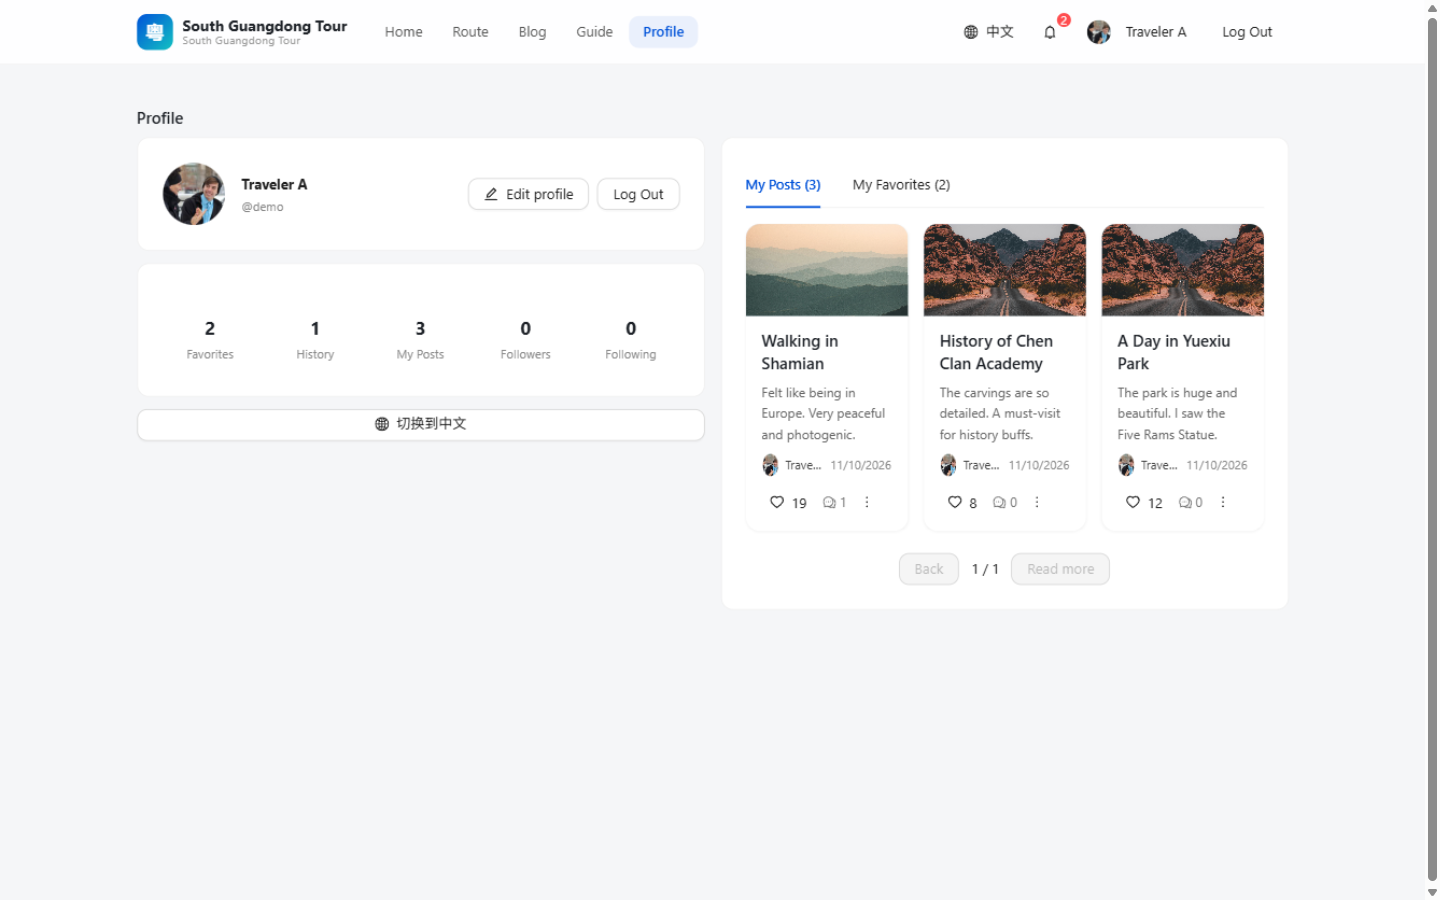 South Guangdong Tour
South Guangdong Tour
Home
Route
Blog
Guide
Profile
中文
2
Traveler A
Log Out
Profile
Traveler A
@demo
Edit profile
Log Out
2
Favorites
1
History
3
My Posts
0
Followers
0
Following
切换到中文
My Posts (3)
My Favorites (2)
Walking in
Shamian
Felt like being in
Europe. Very peaceful
and photogenic.
Trave...
11/10/2026
19
1
History of Chen
Clan Academy
The carvings are so
detailed. A must-visit
for history buffs.
Trave...
11/10/2026
8
0
A Day in Yuexiu
Park
The park is huge and
beautiful. I saw the
Five Rams Statue.
Trave...
11/10/2026
12
0
Back
1 / 1
Read more